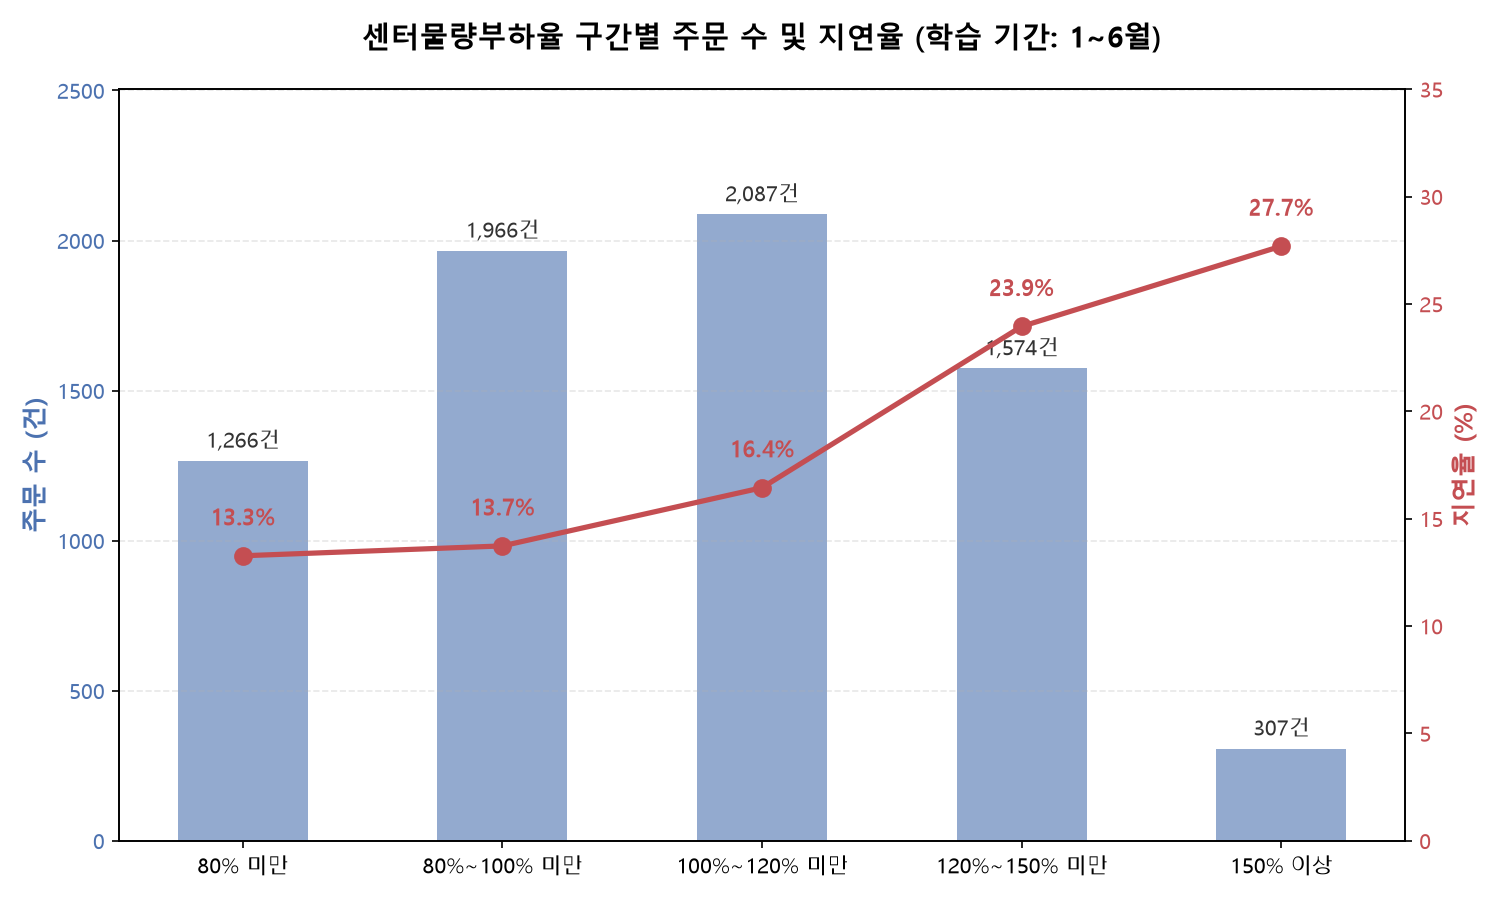 센터물량부하율 구간별 주문 수 및 지연율 (학습 기간: 1~6월)
2500
2000
1500
1000
500
0
주문 수 (건)
35
30
25
20
15
10
5
0
지연율 (%)
1,266건
1,966건
2,087건
1,574건
307건
13.3%
13.7%
16.4%
23.9%
27.7%
80% 미만
80%~100% 미만
100%~120% 미만
120%~150% 미만
150% 이상